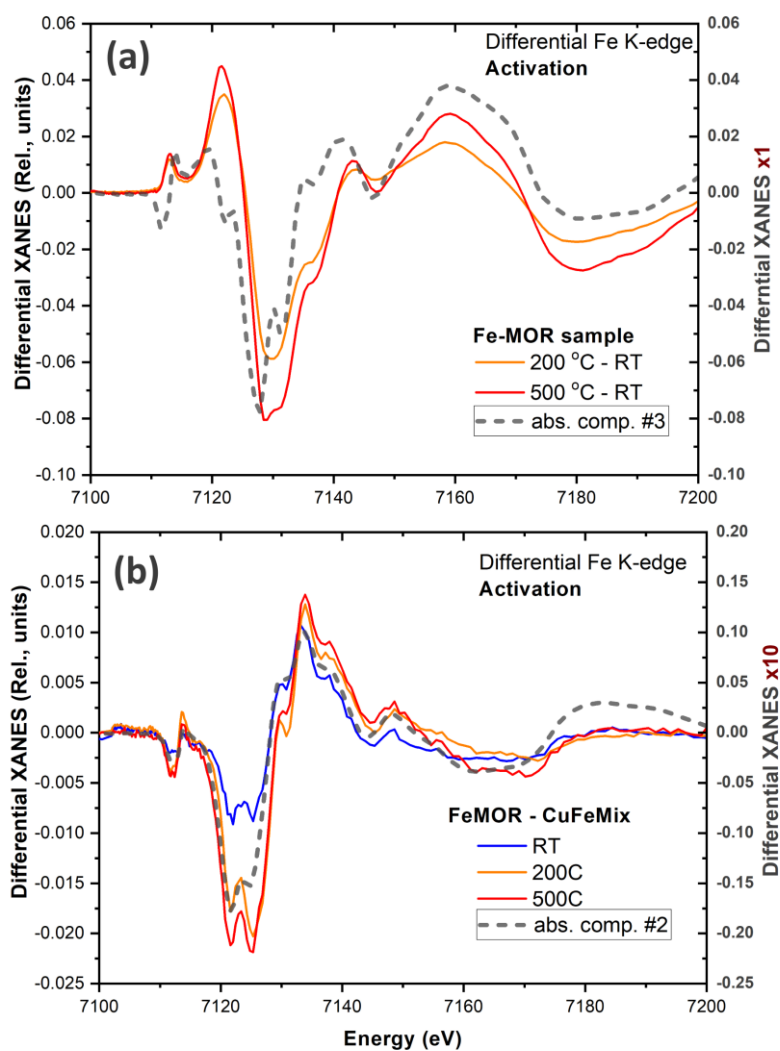 (a)
Differential Fe K-edge
Activation
0.06
0.04
0.02
0.00
-0.02
-0.04
-0.06
-0.08
-0.10
Differential XANES (Rel., units)
0.06
0.04
0.02
0.00
-0.02
-0.04
-0.06
-0.08
-0.10
Differntial XANES x1
Fe-MOR sample
200 °C - RT
500 °C - RT
abs. comp. #3
7100 7120 7140 7160 7180 7200
(b)
Differential Fe K-edge
Activation
0.020
0.015
0.010
0.005
0.000
-0.005
-0.010
-0.015
-0.020
-0.025
Differential XANES (Rel., units)
0.20
0.15
0.10
0.05
0.00
-0.05
-0.10
-0.15
-0.20
-0.25
Differential XANES x10
FeMOR - CuFeMix
RT
200C
500C
abs. comp. #2
7100 7120 7140 7160 7180 7200
Energy (eV)